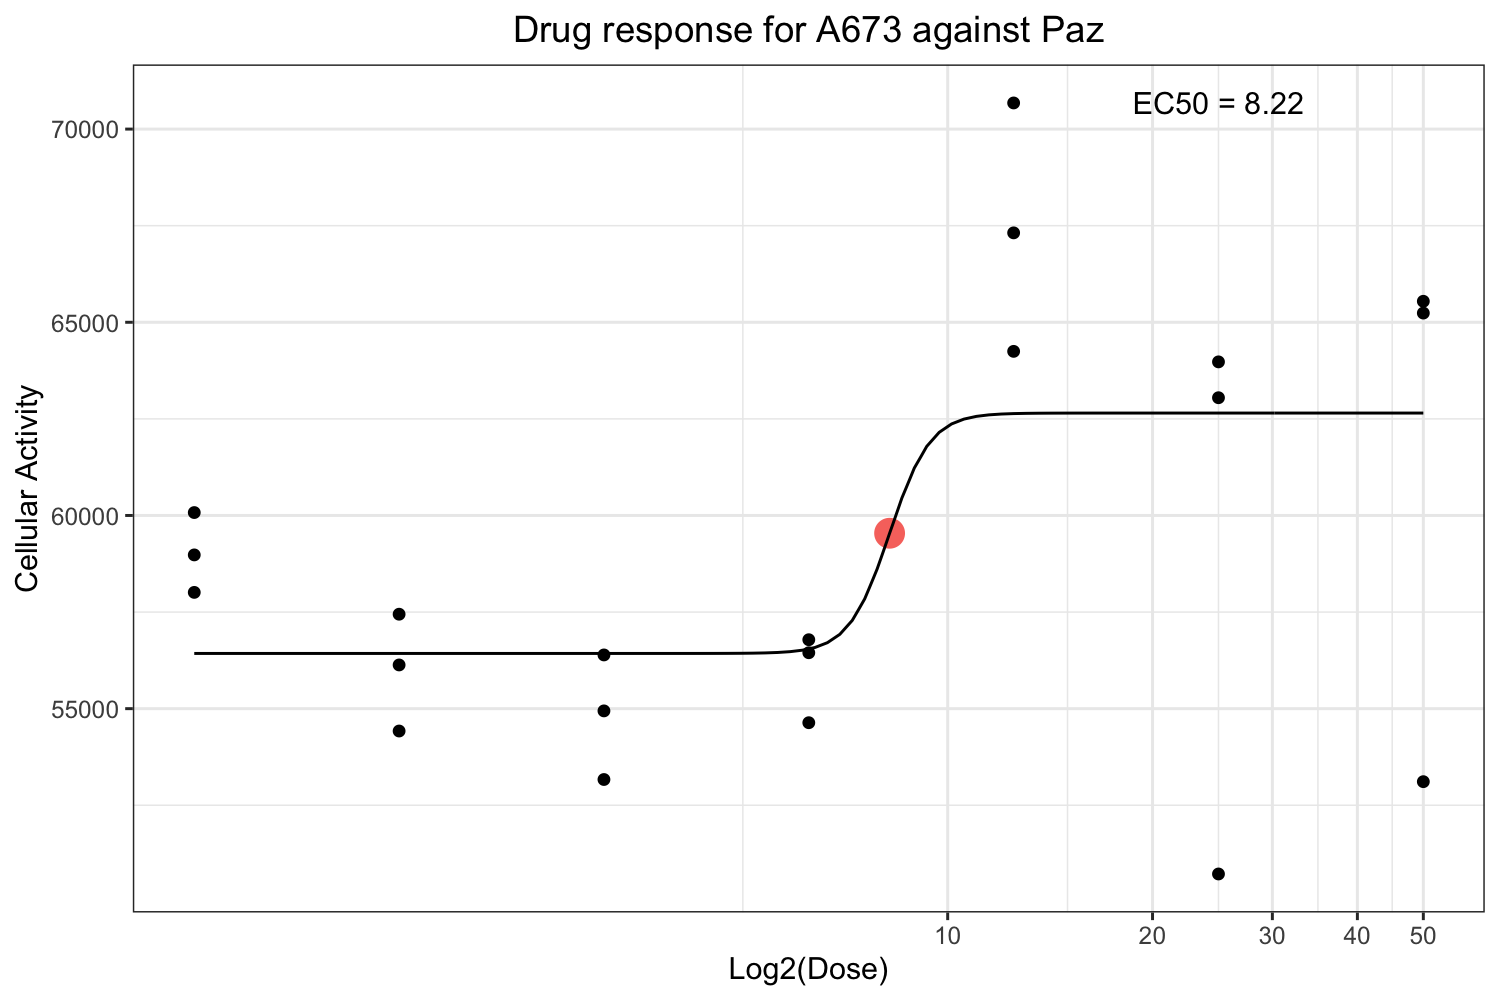 Drug response for A673 against Paz
EC50 = 8.22
70000
65000
60000
55000
Cellular Activity
10 20 30 40 50
Log2(Dose)